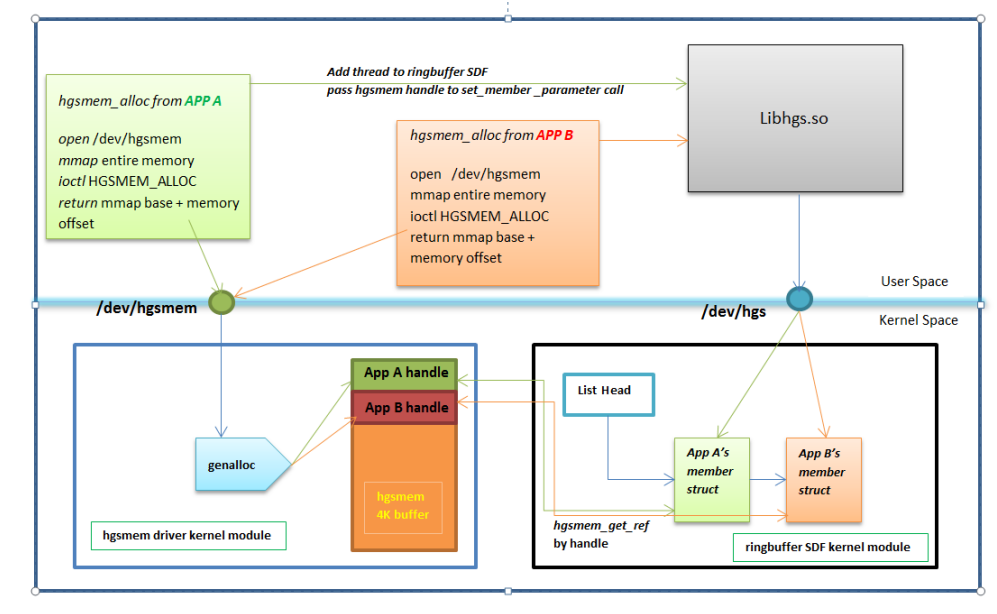 Add thread to ringbuffer SDF
pass hgsmem handle to set_member _parameter call
hgsmem_alloc from APP A
open /dev/hgsmem
mmap entire memory
ioctl HGSMEM_ALLOC
return mmap base + memory
offset
hgsmem_alloc from APP B
open /dev/hgsmem
mmap entire memory
ioctl HGSMEM_ALLOC
return mmap base +
memory offset
Libhgs.so
User Space
/dev/hgsmem
/dev/hgs
Kernel Space
App A handle
App B handle
genalloc
hgsmem
4K buffer
hgsmem driver kernel module
List Head
App A's
member
struct
App B's
member
struct
hgsmem_get_ref
by handle
ringbuffer SDF kernel module